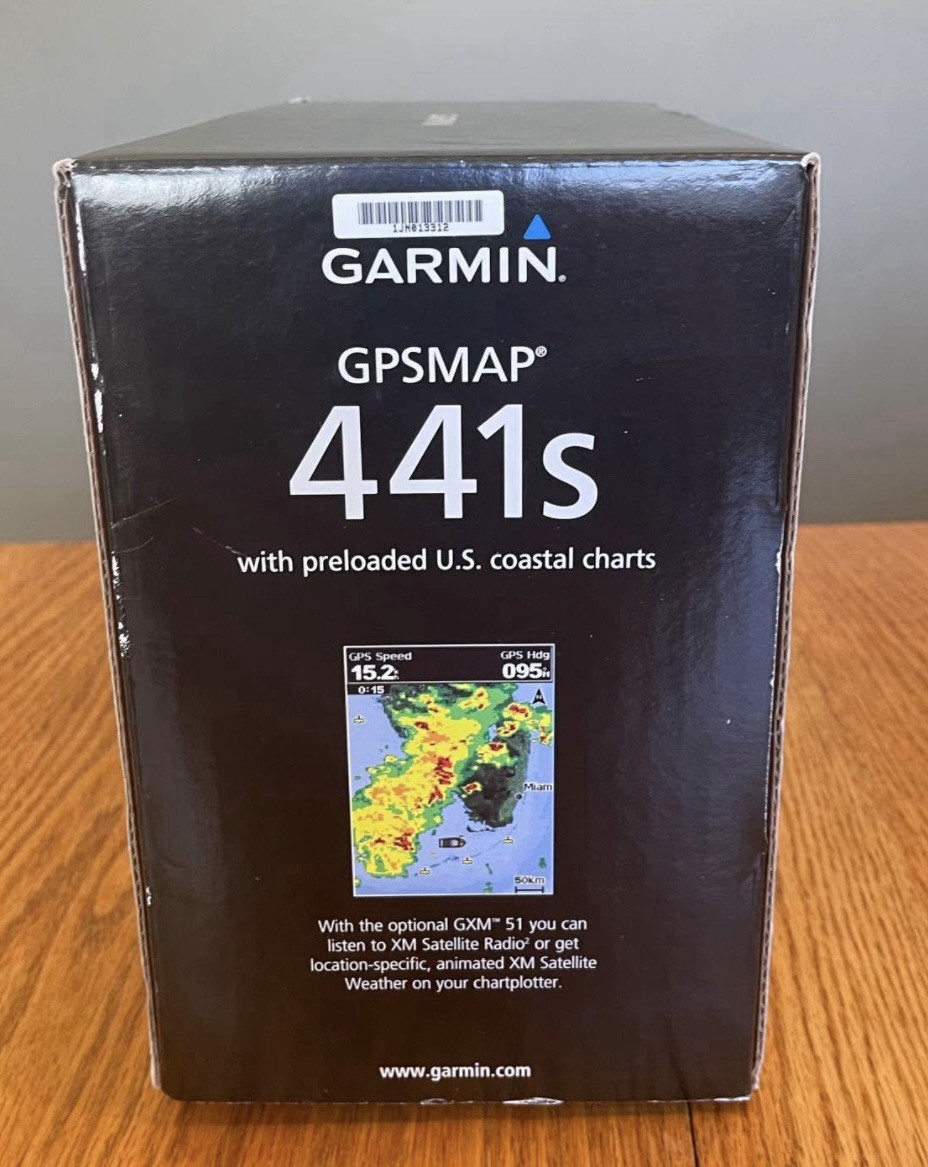 1JN013312
GARMIN®
GPSMAP®
441s
with preloaded U.S. coastal charts
GPS Speed
GPS Hdg
15.2
095
0:15
N
Miam
50km
With the optional GXM™ 51 you can
listen to XM Satellite Radio² or get
location-specific, animated XM Satellite
Weather on your chartplotter.
www.garmin.com